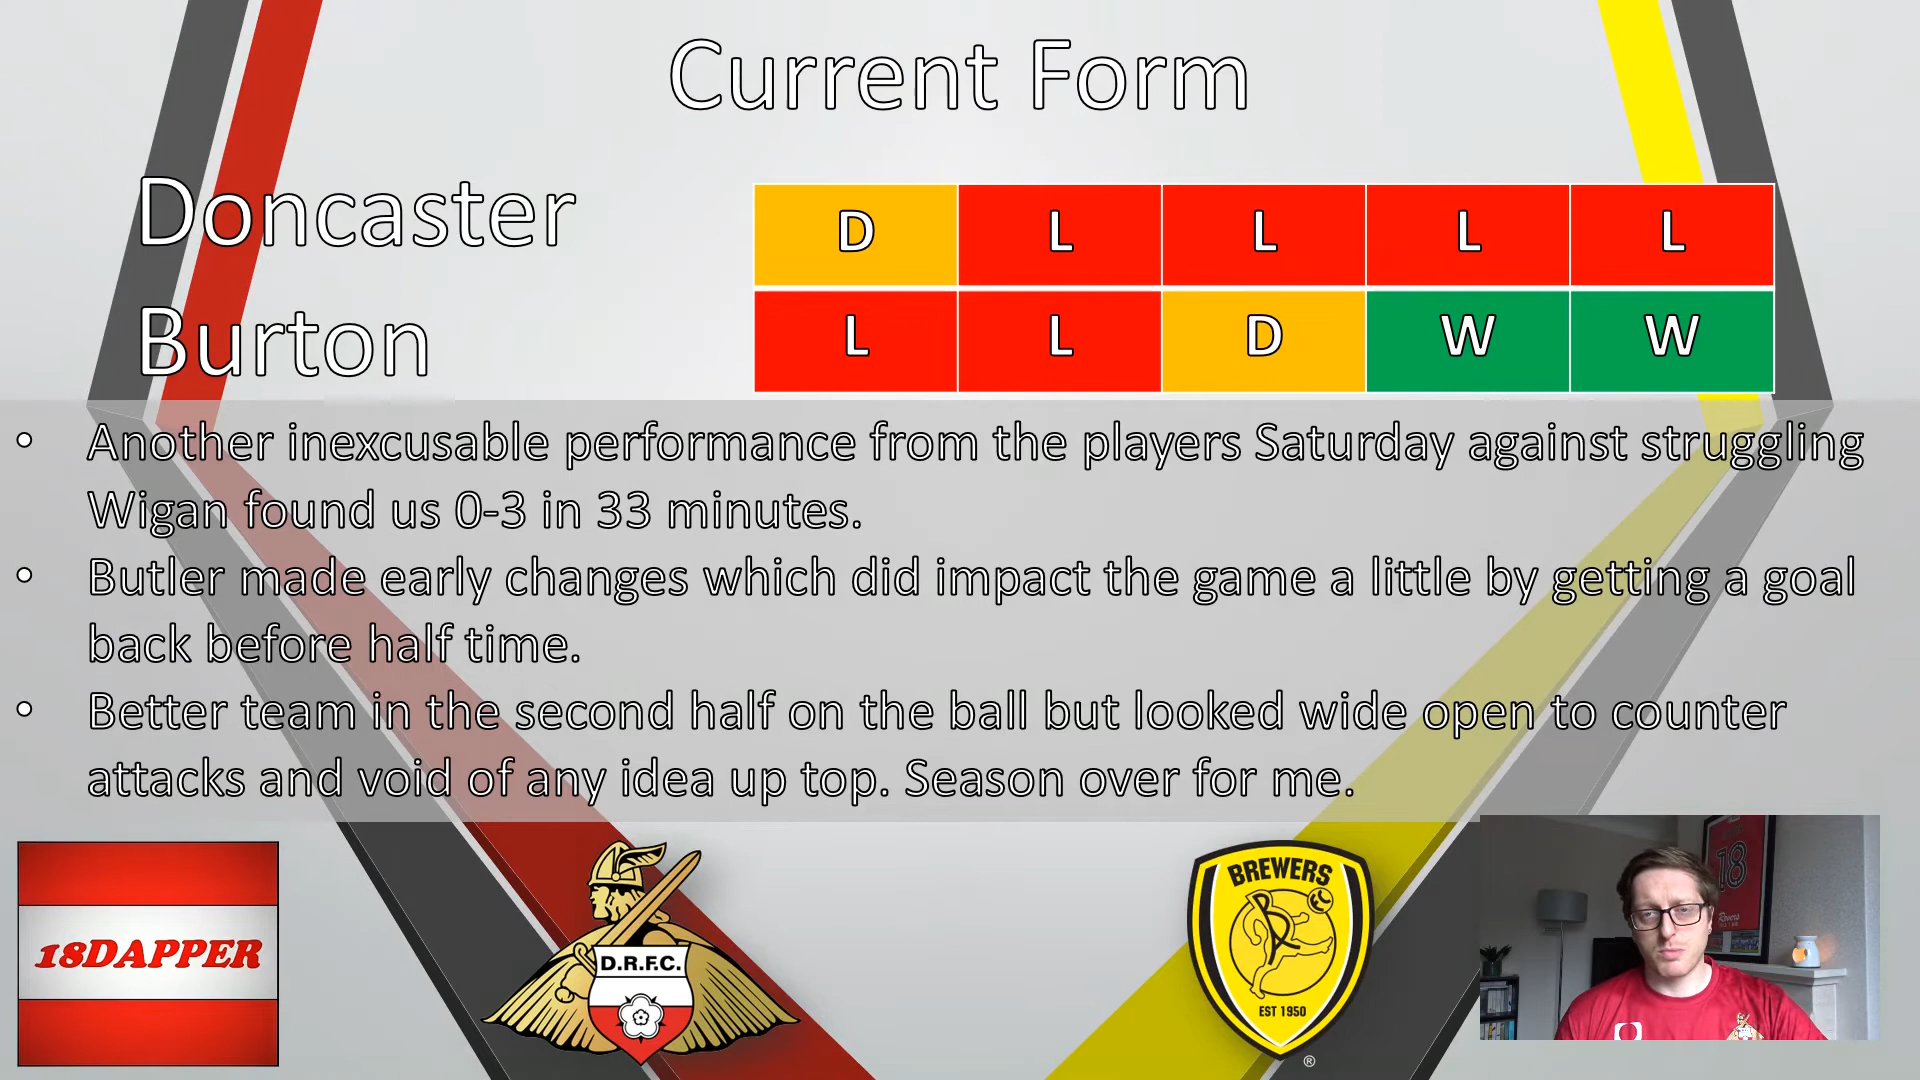 Current Form
Doncaster
D L L L L
Burton
L L D W W
• Another inexcusable performance from the players Saturday against struggling
Wigan found us 0-3 in 33 minutes.
• Butler made early changes which did impact the game a little by getting a goal
back before half time.
• Better team in the second half on the ball but looked wide open to counter
attacks and void of any idea up top. Season over for me.
18DAPPER
D.R.F.C.
BREWERS
EST 1950
®
18
Rovers